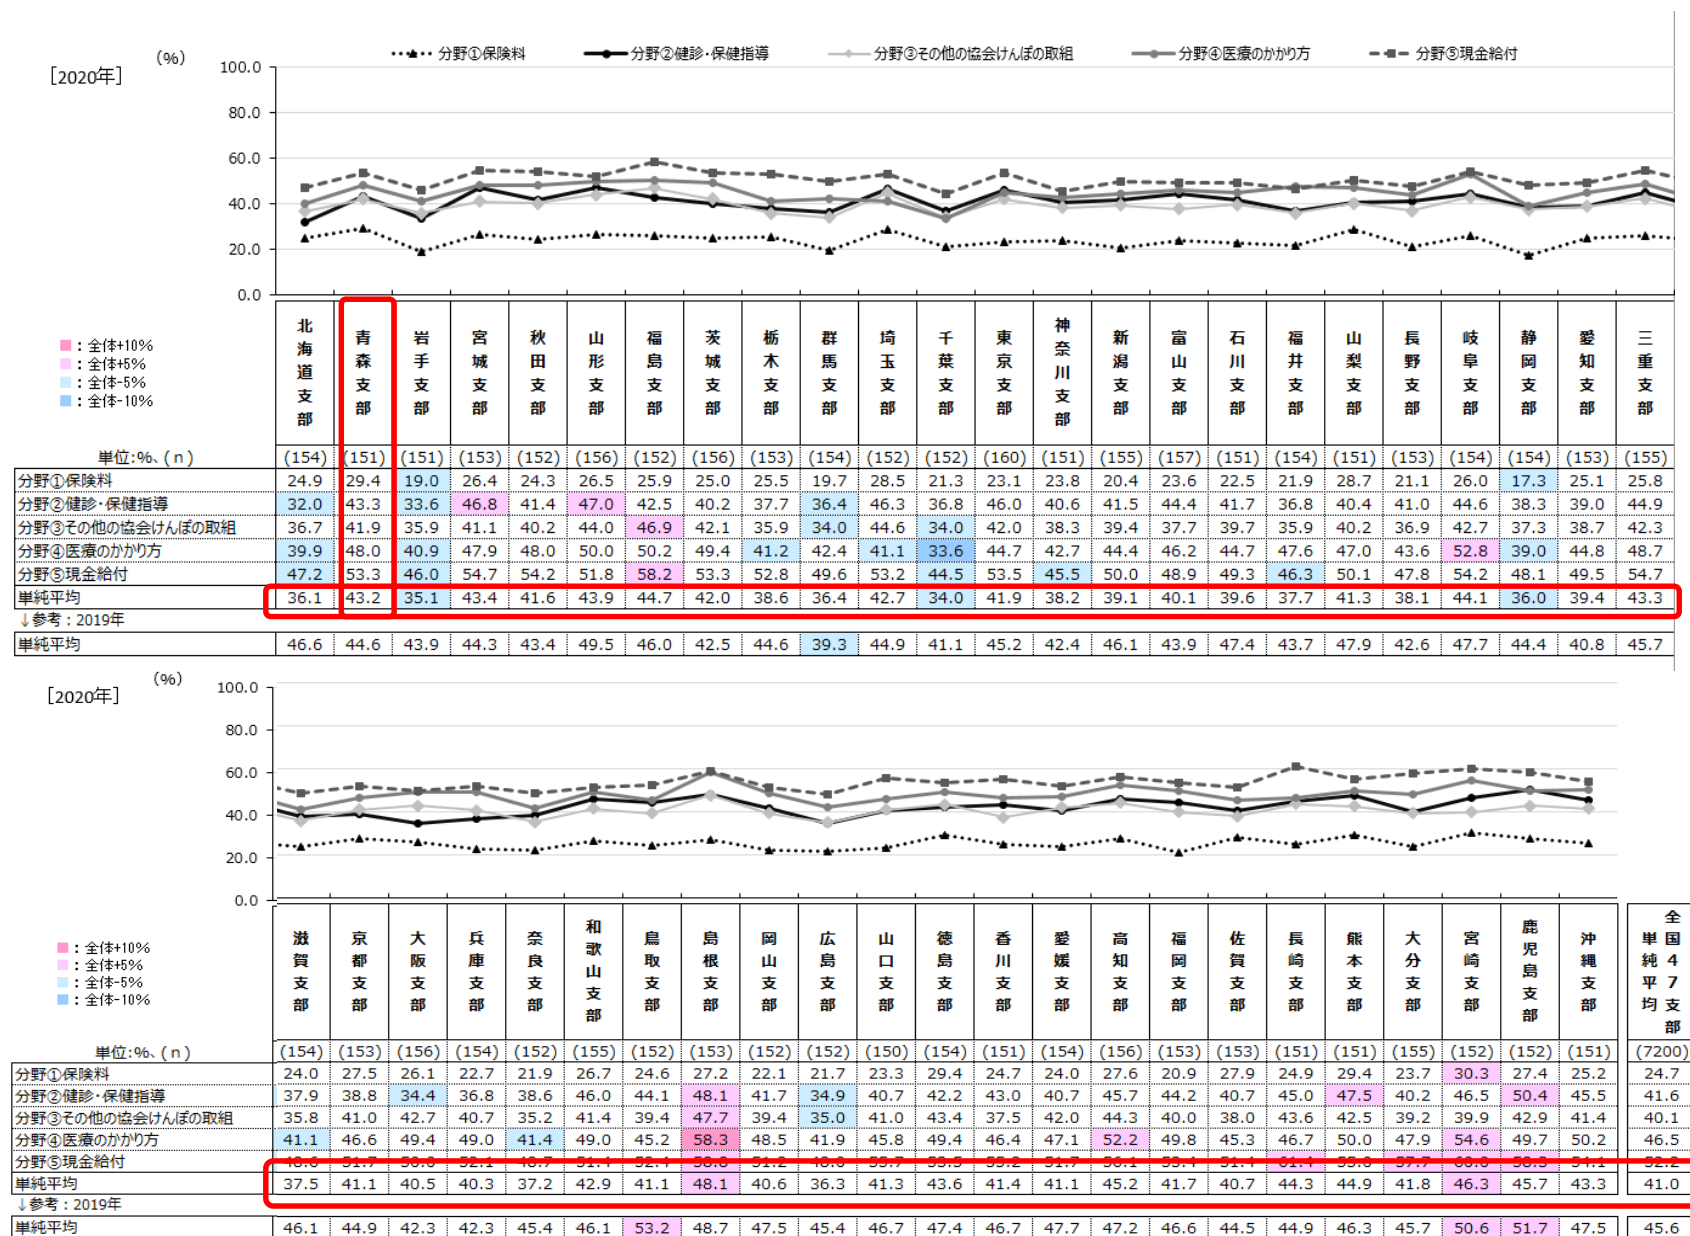 ［2020年］
（%）
分野①保険料 分野②健診・保健指導 分野③その他の協会けんぽの取組 分野④医療のかかり方 分野⑤現金給付
100.0
80.0
60.0
40.0
20.0
0.0
：全体+10%
：全体+5%
：全体-5%
：全体-10%
北海道支部 青森支部 岩手支部 宮城支部 秋田支部 山形支部 福島支部 茨城支部 栃木支部 群馬支部 埼玉支部 千葉支部 東京支部 神奈川支部 新潟支部 富山支部 石川支部 福井支部 山梨支部 長野支部 岐阜支部 静岡支部 愛知支部 三重支部
単位:%、(ｎ) (154) (151) (151) (153) (152) (156) (152) (156) (153) (154) (152) (152) (160) (151) (155) (157) (151) (154) (151) (153) (154) (154) (153) (155)
分野①保険料 24.9 29.4 19.0 26.4 24.3 26.5 25.9 25.0 25.5 19.7 28.5 21.3 23.1 23.8 20.4 23.6 22.5 21.9 28.7 21.1 26.0 17.3 25.1 25.8
分野②健診・保健指導 32.0 43.3 33.6 46.8 41.4 47.0 42.5 40.2 37.7 36.4 46.3 36.8 46.0 40.6 41.5 44.4 41.7 36.8 40.4 41.0 44.6 38.3 39.0 44.9
分野③その他の協会けんぽの取組 36.7 41.9 35.9 41.1 40.2 44.0 46.9 42.1 35.9 34.0 44.6 34.0 42.0 38.3 39.4 37.7 39.7 35.9 40.2 36.9 42.7 37.3 38.7 42.3
分野④医療のかかり方 39.9 48.0 40.9 47.9 48.0 50.0 50.2 49.4 41.2 42.4 41.1 33.6 44.7 42.7 44.4 46.2 44.7 47.6 47.0 43.6 52.8 39.0 44.8 48.7
分野⑤現金給付 47.2 53.3 46.0 54.7 54.2 51.8 58.2 53.3 52.8 49.6 53.2 44.5 53.5 45.5 50.0 48.9 49.3 46.3 50.1 47.8 54.2 48.1 49.5 54.7
単純平均 36.1 43.2 35.1 43.4 41.6 43.9 44.7 42.0 38.6 36.4 42.7 34.0 41.9 38.2 39.1 40.1 39.6 37.7 41.3 38.1 44.1 36.0 39.4 43.3
↓参考：2019年
単純平均 46.6 44.6 43.9 44.3 43.4 49.5 46.0 42.5 44.6 39.3 44.9 41.1 45.2 42.4 46.1 43.9 47.4 43.7 47.9 42.6 47.7 44.4 40.8 45.7
［2020年］
（%）
100.0
80.0
60.0
40.0
20.0
0.0
：全体+10%
：全体+5%
：全体-5%
：全体-10%
滋賀支部 京都支部 大阪支部 兵庫支部 奈良支部 和歌山支部 鳥取支部 島根支部 岡山支部 広島支部 山口支部 徳島支部 香川支部 愛媛支部 高知支部 福岡支部 佐賀支部 長崎支部 熊本支部 大分支部 宮崎支部 鹿児島支部 沖縄支部 全国47支部単純平均
単位:%、(ｎ) (154) (153) (156) (154) (152) (155) (152) (153) (152) (152) (150) (154) (151) (154) (156) (153) (153) (151) (151) (155) (152) (152) (151) (7200)
分野①保険料 24.0 27.5 26.1 22.7 21.9 26.7 24.6 27.2 22.1 21.7 23.3 29.4 24.7 24.0 27.6 20.9 27.9 24.9 29.4 23.7 30.3 27.4 25.2 24.7
分野②健診・保健指導 37.9 38.8 34.4 36.8 38.6 46.0 44.1 48.1 41.7 34.9 40.7 42.2 43.0 40.7 45.7 44.2 40.7 45.0 47.5 40.2 46.5 50.4 45.5 41.6
分野③その他の協会けんぽの取組 35.8 41.0 42.7 40.7 35.2 41.4 39.4 47.7 39.4 35.0 41.0 43.4 37.5 42.0 44.3 40.0 38.0 43.6 42.5 39.2 39.9 42.9 41.4 40.1
分野④医療のかかり方 41.1 46.6 49.4 49.0 41.4 49.0 45.2 58.3 48.5 41.9 45.8 49.4 46.4 47.1 52.2 49.8 45.3 46.7 50.0 47.9 54.6 49.7 50.2 46.5
分野⑤現金給付
単純平均 37.5 41.1 40.5 40.3 37.2 42.9 41.1 48.1 40.6 36.3 41.3 43.6 41.4 41.1 45.2 41.7 40.7 44.3 44.9 41.8 46.3 45.7 43.3 41.0
↓参考：2019年
単純平均 46.1 44.9 42.3 42.3 45.4 46.1 53.2 48.7 47.5 45.4 46.7 47.4 46.7 47.7 47.2 46.6 44.5 44.9 46.3 45.7 50.6 51.7 47.5 45.6